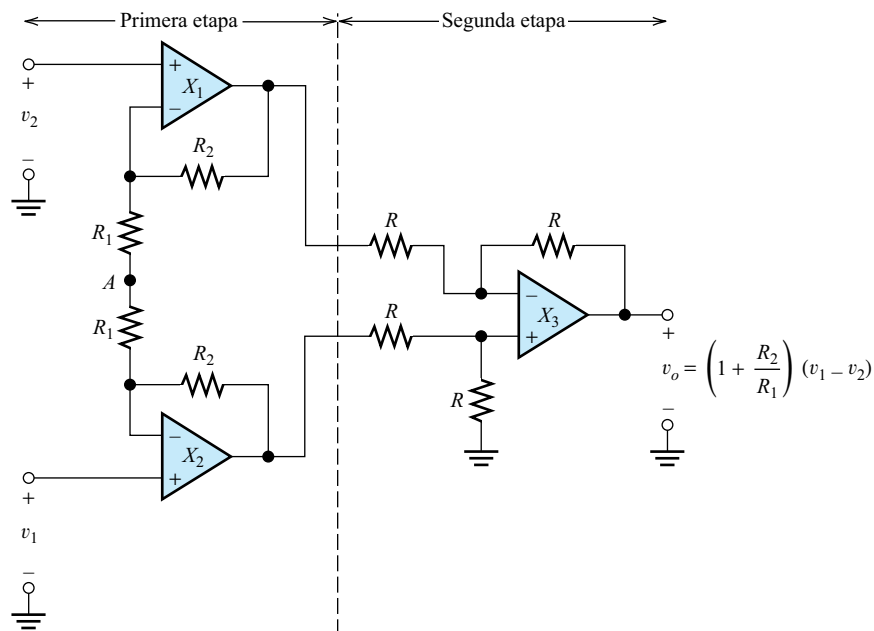 Primera etapa
Segunda etapa
+
X₁
−
+
v₂
−
R₂
R₁
A
R₁
R₂
−
X₂
+
+
v₁
−
R
R
−
X₃
+
R
R
+
vₒ = (1 + R₂/R₁) (v₁ − v₂)
−